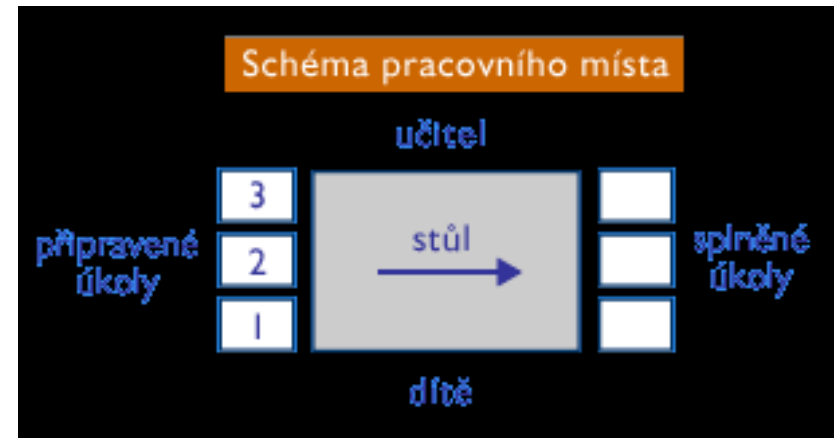 Schéma pracovního místa
učitel
připravené
úkoly
3
2
1
stůl
splněné
úkoly
dítě